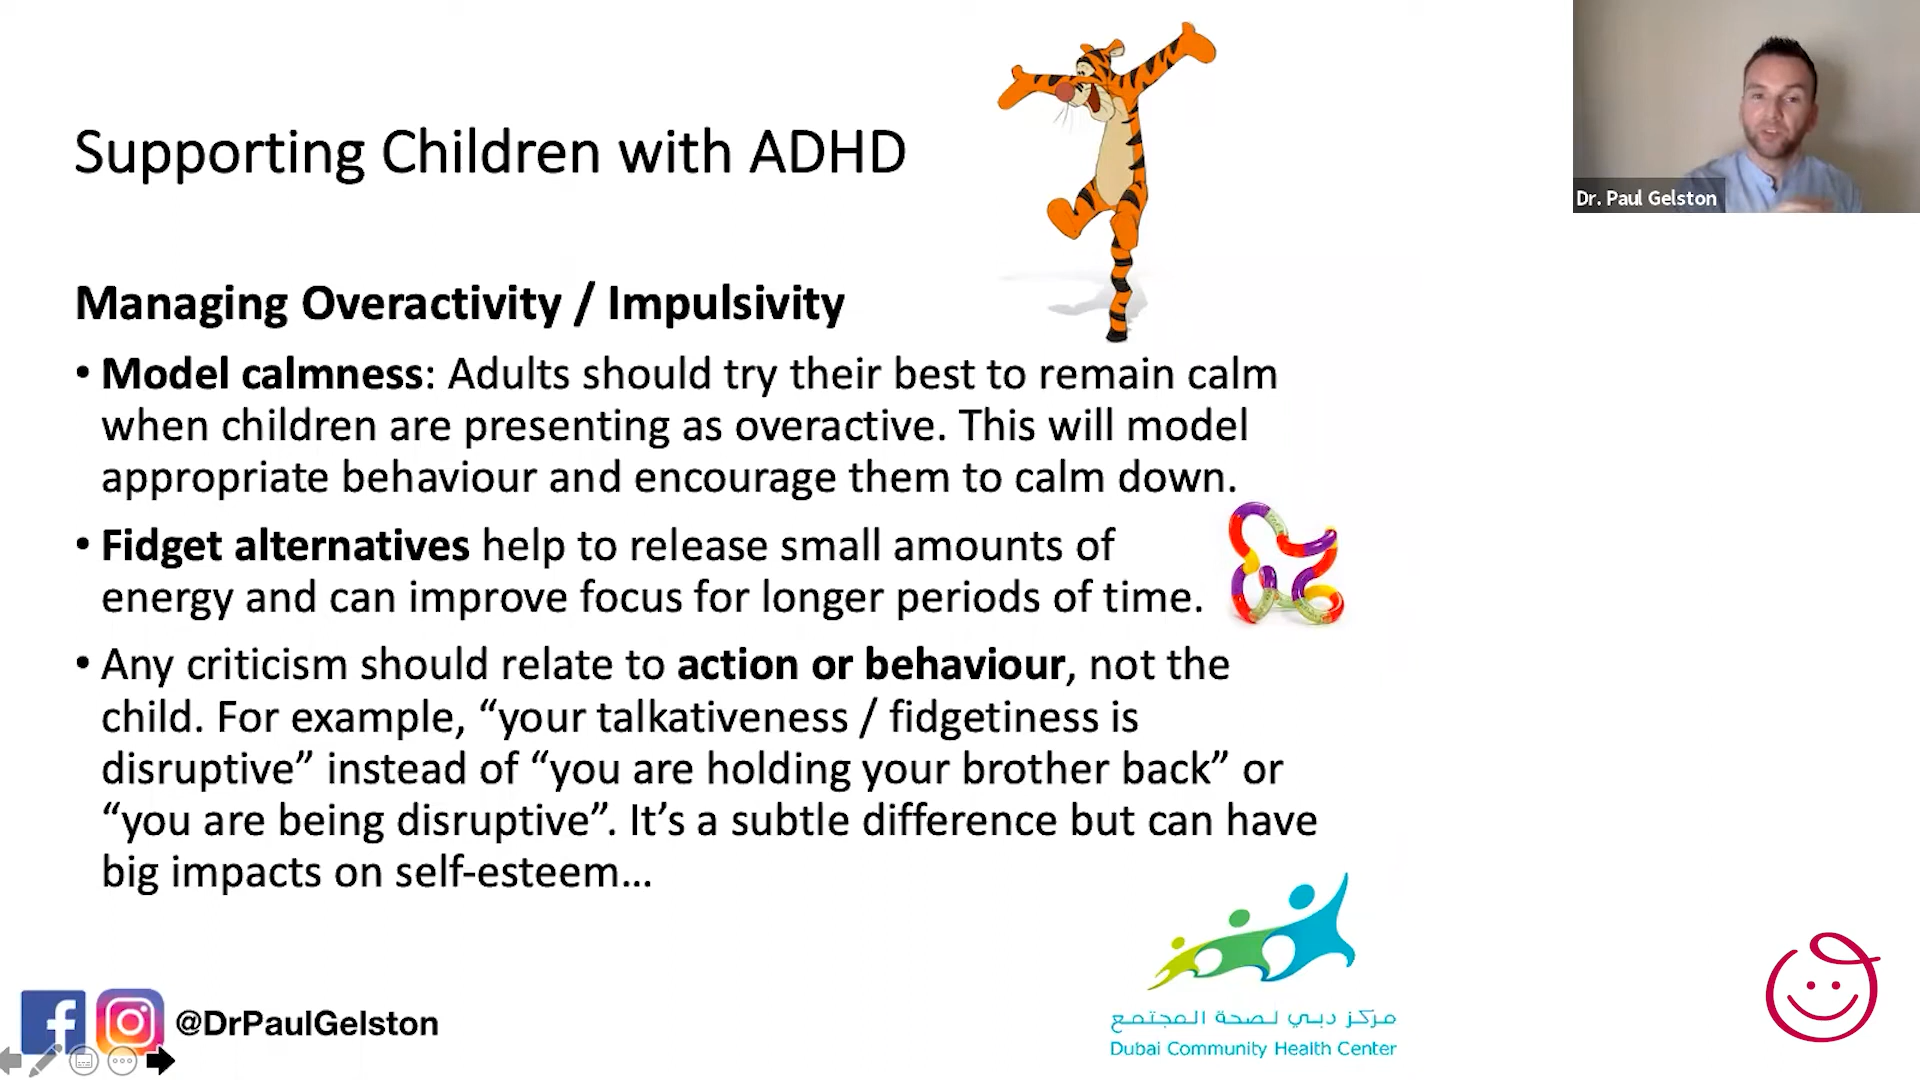 Supporting Children with ADHD
Dr. Paul Gelston
Managing Overactivity / Impulsivity
• Model calmness: Adults should try their best to remain calm
when children are presenting as overactive. This will model
appropriate behaviour and encourage them to calm down.
• Fidget alternatives help to release small amounts of
energy and can improve focus for longer periods of time.
• Any criticism should relate to action or behaviour, not the
child. For example, “your talkativeness / fidgetiness is
disruptive” instead of “you are holding your brother back” or
“you are being disruptive”. It’s a subtle difference but can have
big impacts on self-esteem…
@DrPaulGelston
مركز دبي لصحة المجتمع
Dubai Community Health Center